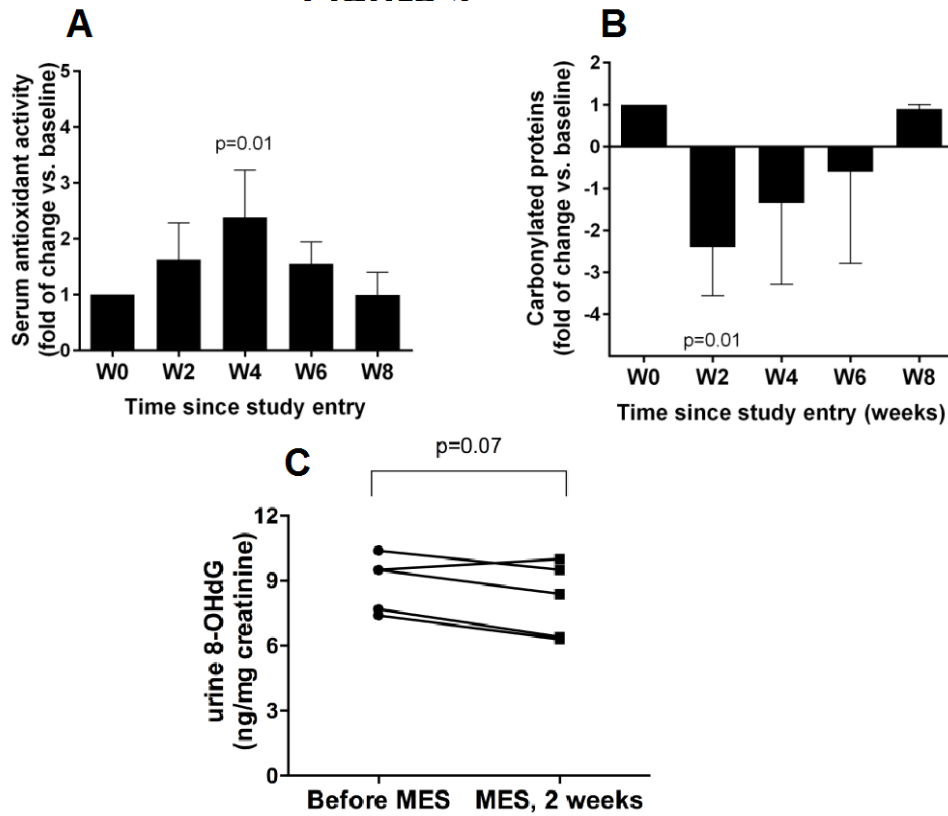 A
Serum antioxidant activity
(fold of change vs. baseline)
5
4
3
2
1
0
p=0.01
W0 W2 W4 W6 W8
Time since study entry
B
Carbonylated proteins
(fold of change vs. baseline)
2
1
0
-1
-2
-3
-4
p=0.01
W0 W2 W4 W6 W8
Time since study entry (weeks)
C
p=0.07
urine 8-OHdG
(ng/mg creatinine)
12
9
6
3
0
Before MES MES, 2 weeks